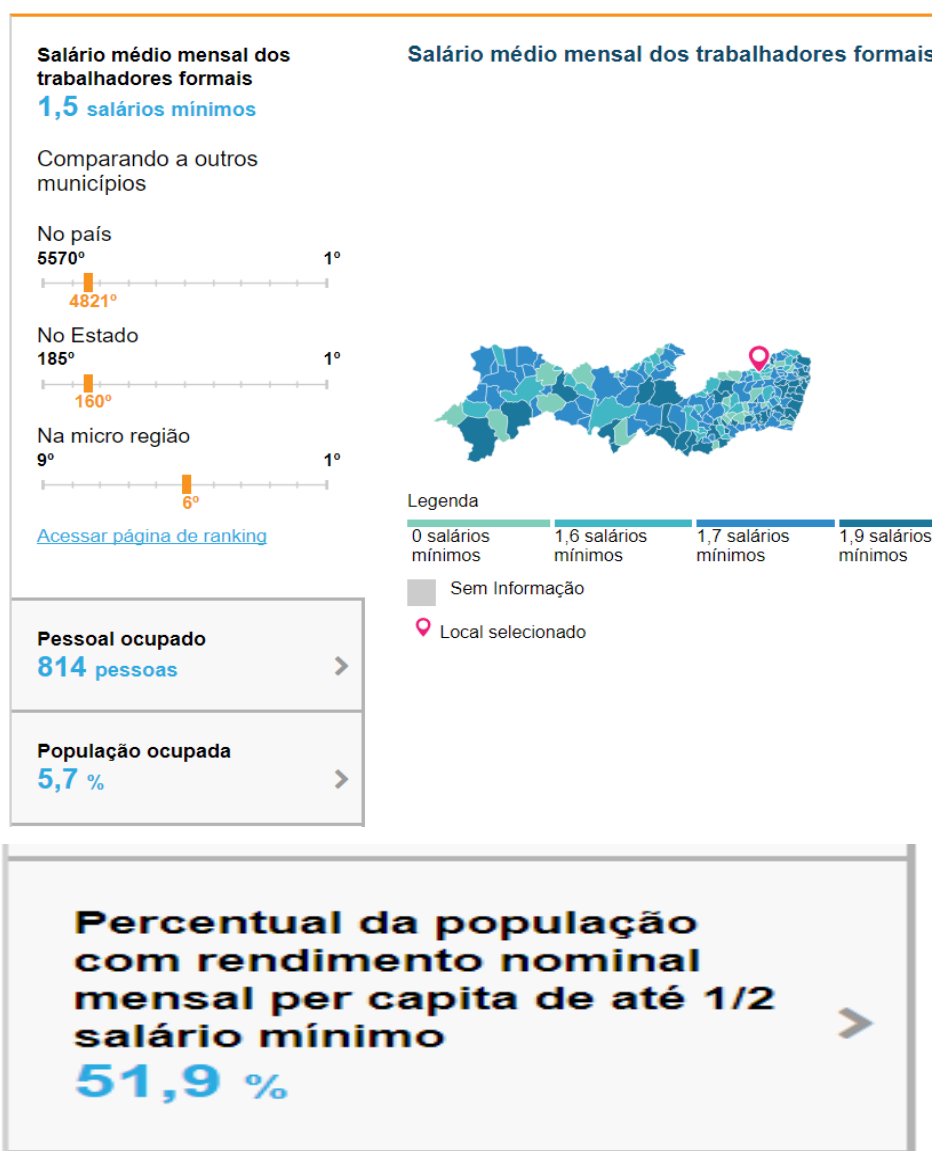 Salário médio mensal dos
trabalhadores formais
1,5 salários mínimos
Comparando a outros
municípios
No país
5570º 1º
4821º
No Estado
185º 1º
160º
Na micro região
9º 1º
6º
Acessar página de ranking
Pessoal ocupado
814 pessoas
População ocupada
5,7 %
Salário médio mensal dos trabalhadores formais
Legenda
0 salários
mínimos
1,6 salários
mínimos
1,7 salários
mínimos
1,9 salários
mínimos
Sem Informação
Local selecionado
Percentual da população
com rendimento nominal
mensal per capita de até 1/2
salário mínimo
51,9 %